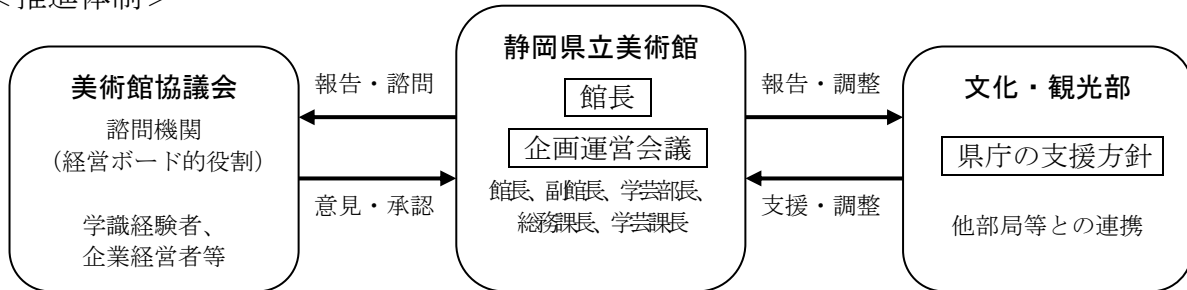 ＜推進体制＞
美術館協議会
諮問機関
（経営ボード的役割）
学識経験者、
企業経営者等
報告・諮問
意見・承認
静岡県立美術館
館長
企画運営会議
館長、副館長、学芸部長、
総務課長、学芸課長
報告・調整
支援・調整
文化・観光部
県庁の支援方針
他部局等との連携